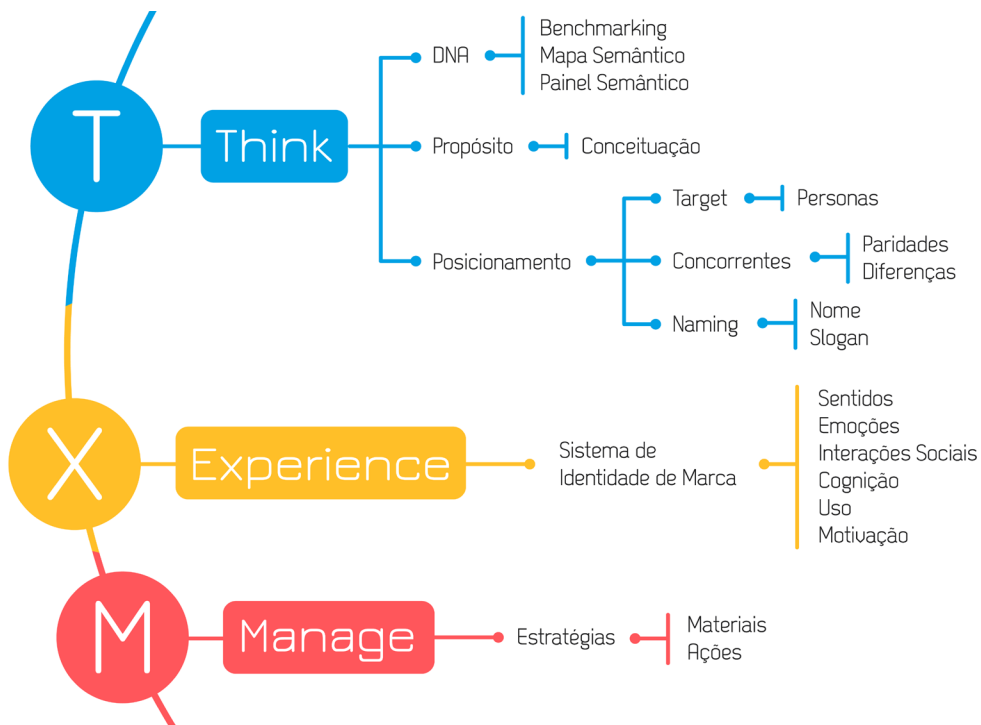 T
Think
DNA
Benchmarking
Mapa Semântico
Painel Semântico
Propósito
Conceituação
Posicionamento
Target
Personas
Concorrentes
Paridades
Diferenças
Naming
Nome
Slogan
X
Experience
Sistema de
Identidade de Marca
Sentidos
Emoções
Interações Sociais
Cognição
Uso
Motivação
M
Manage
Estratégias
Materiais
Ações